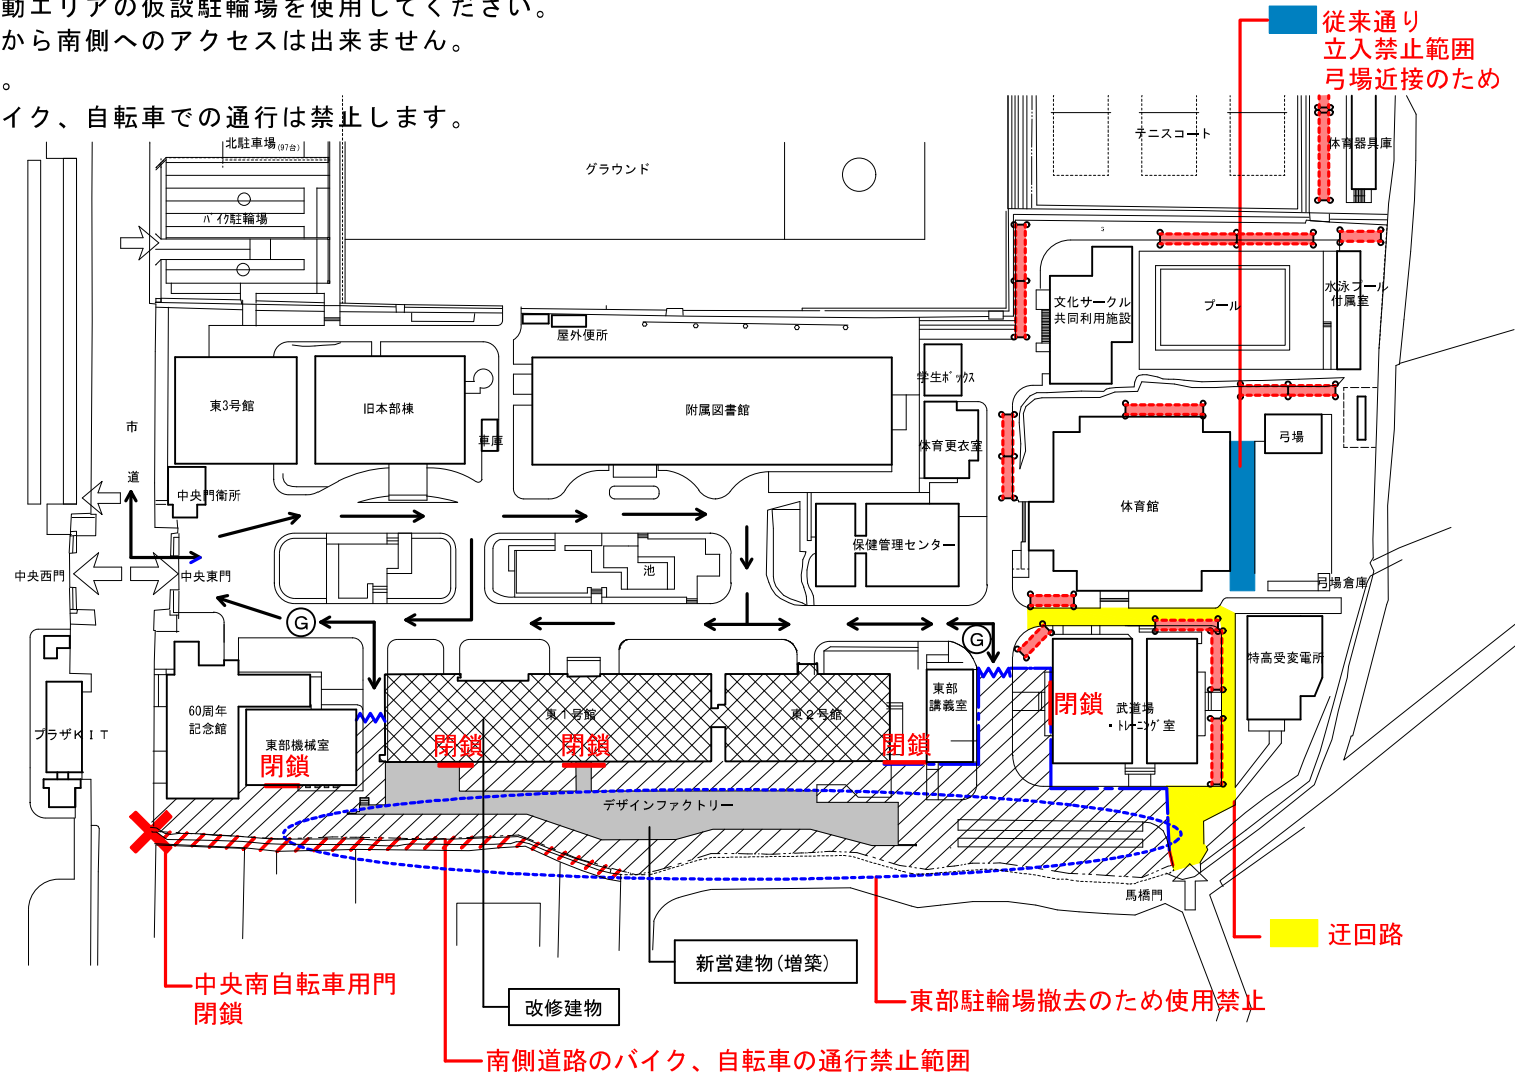 動エリアの仮設駐輪場を使用してください。
から南側へのアクセスは出来ません。
。
イク、自転車での通行は禁止します。
従来通り
立入禁止範囲
弓場近接のため
北駐車場(97台)
グラウンド
テニスコート
体育器具庫
バイク駐輪場
文化サークル
共同利用施設
プール
水泳プール
付属室
屋外便所
学生ボックス
東3号館
旧本部棟
附属図書館
車庫
体育更衣室
弓場
市
道
中央門衛所
体育館
保健管理センター
池
中央西門
中央東門
弓場倉庫
G
G
特高受変電所
60周年
記念館
東部機械室
閉鎖
東1号館
閉鎖
閉鎖
東2号館
閉鎖
東部
講義室
閉鎖
武道場
・トレーニング室
プラザKIT
デザインファクトリー
馬橋門
迂回路
新営建物(増築)
改修建物
中央南自転車用門
閉鎖
東部駐輪場撤去のため使用禁止
南側道路のバイク、自転車の通行禁止範囲